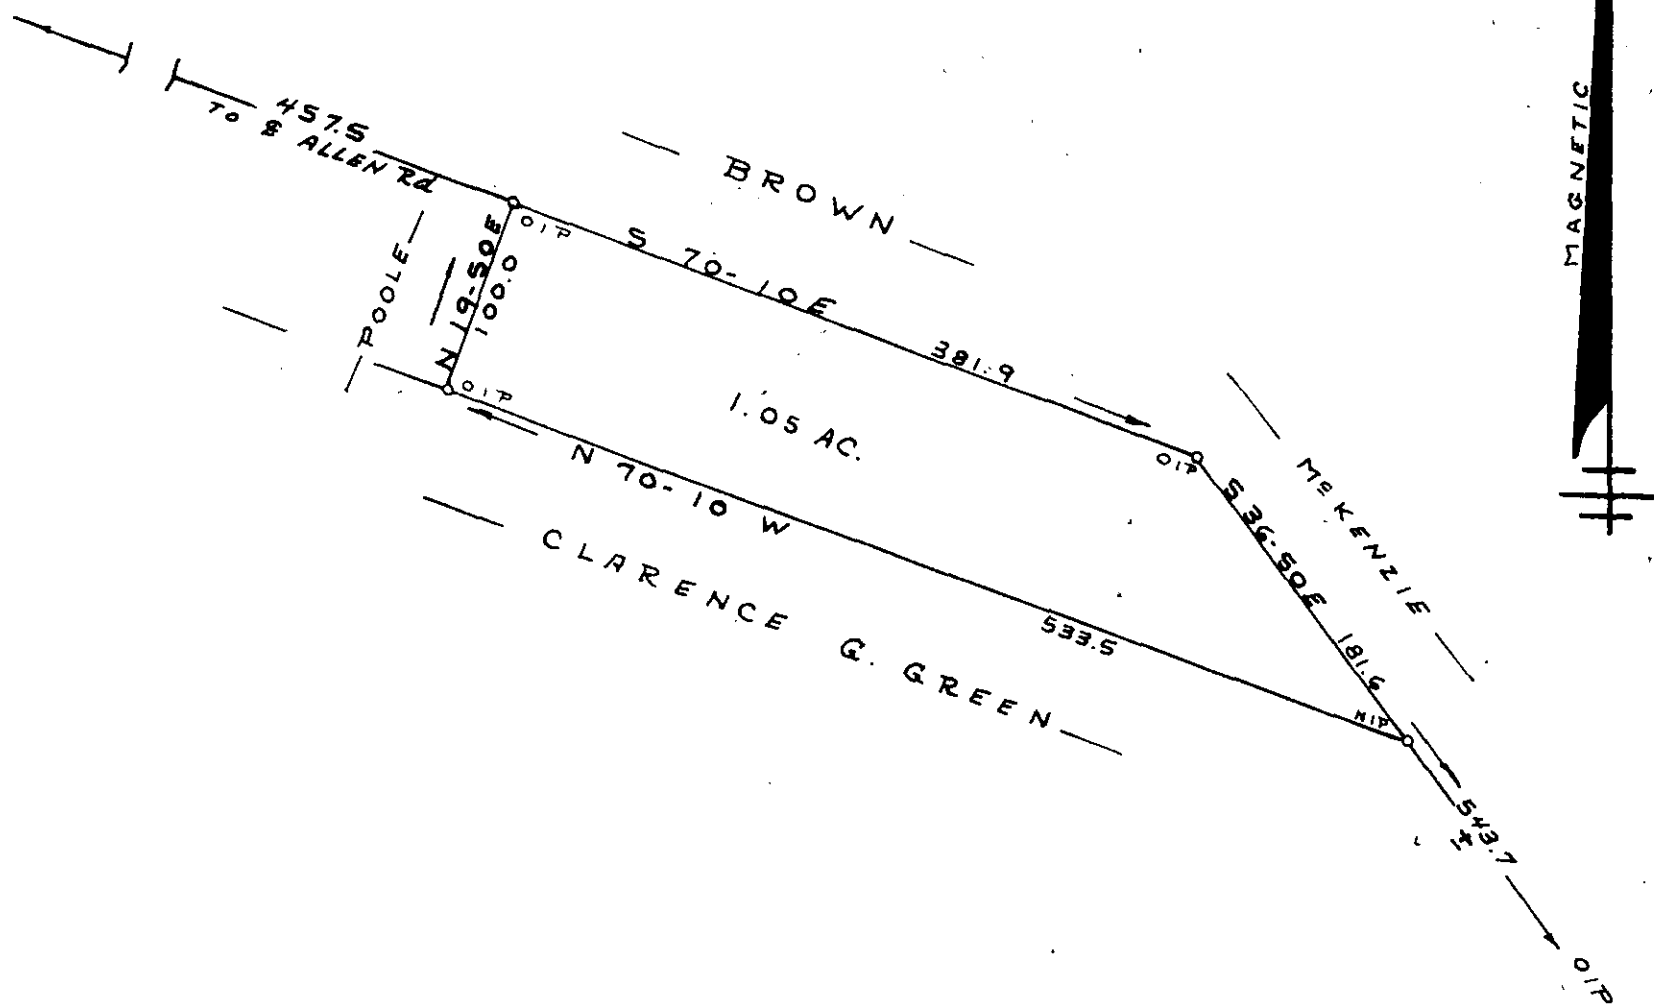 457.5
TO ℄ ALLEN Rd
BROWN
MAGNETIC
POOLE
N 19-50E
100.0
OIP
S 70-10E
381.9
OIP
OIP
1.05 AC.
N 70-10 W
533.5
CLARENCE G. GREEN
McKENZIE
S 36-50E
181.6
NIP
543.7
±
OIP